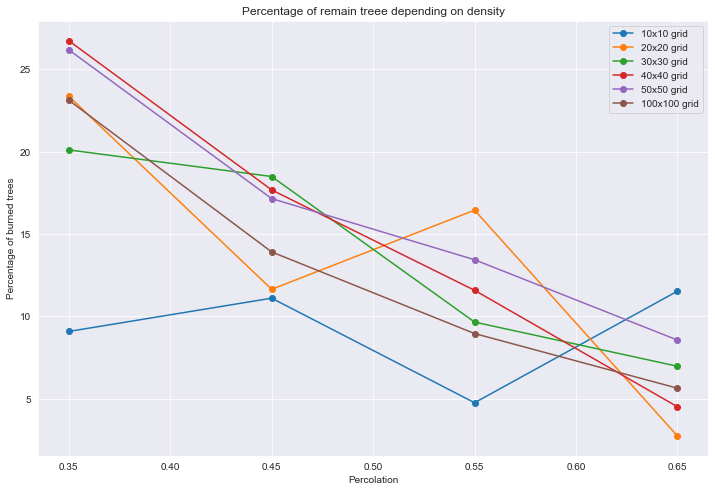 Percentage of remain treee depending on density
10x10 grid
20x20 grid
30x30 grid
40x40 grid
50x50 grid
100x100 grid
Percentage of burned trees
25
20
15
10
5
0.35 0.40 0.45 0.50 0.55 0.60 0.65
Percolation